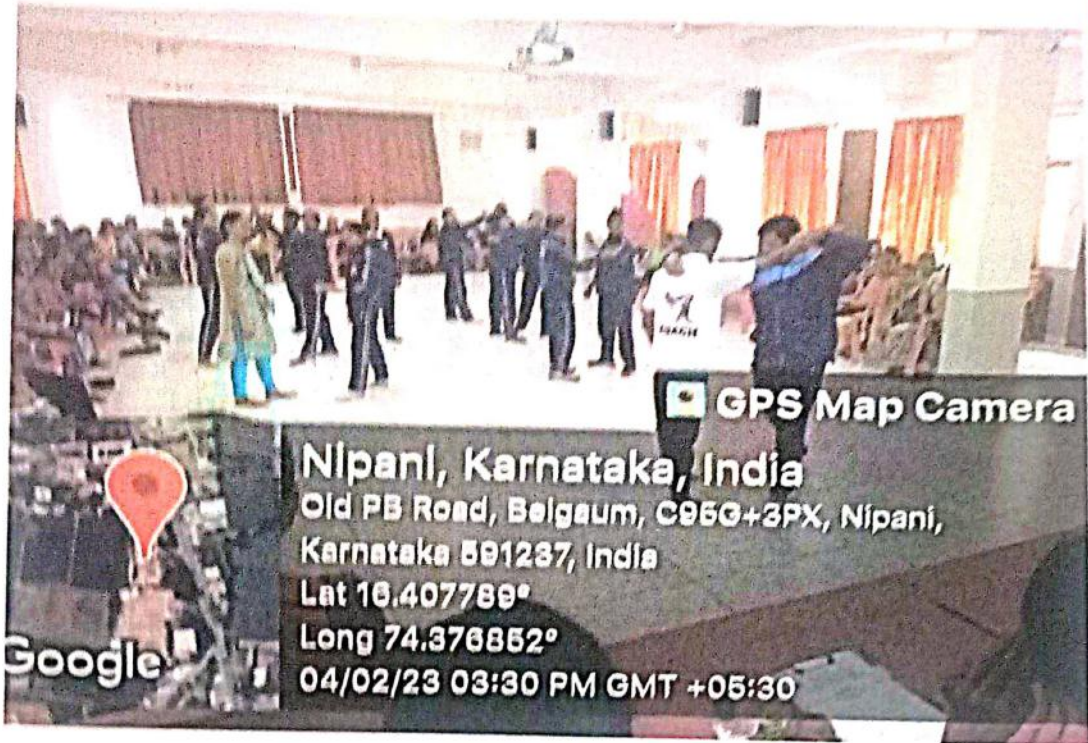 GPS Map Camera
Nipani, Karnataka, India
Old PB Road, Belgaum, C95G+3PX, Nipani,
Karnataka 591237, India
Lat 16.407789°
Long 74.376852°
04/02/23 03:30 PM GMT +05:30
Google